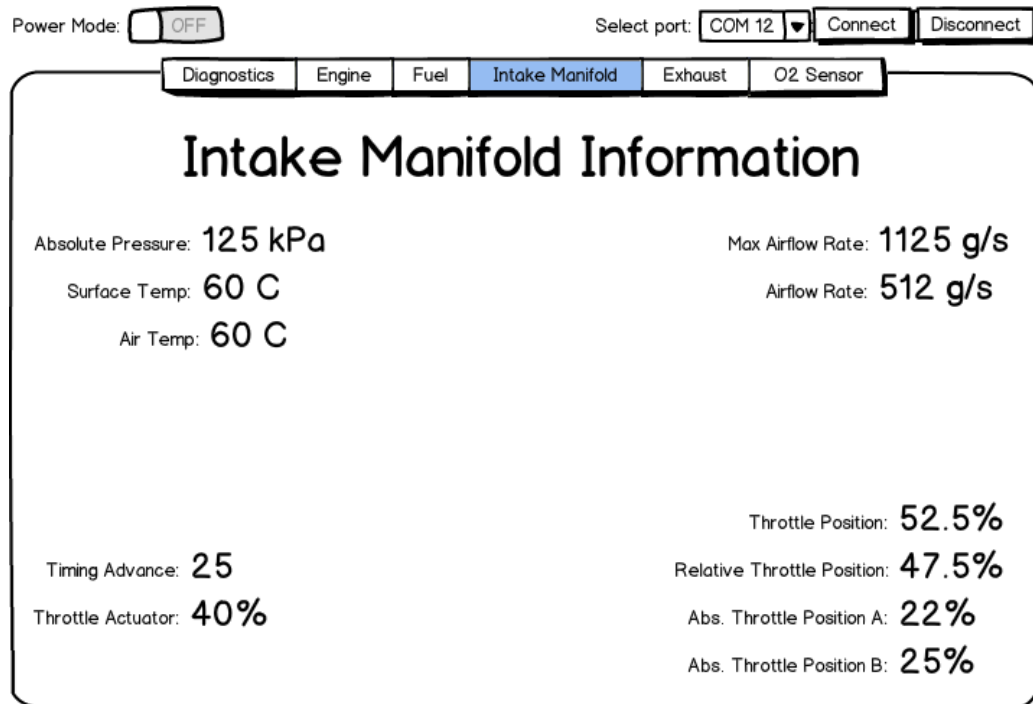 Power Mode: OFF Select port: COM 12 Connect Disconnect
Diagnostics Engine Fuel Intake Manifold Exhaust O2 Sensor
Intake Manifold Information
Absolute Pressure: 125 kPa Max Airflow Rate: 1125 g/s
Surface Temp: 60 C Airflow Rate: 512 g/s
Air Temp: 60 C
Throttle Position: 52.5%
Timing Advance: 25 Relative Throttle Position: 47.5%
Throttle Actuator: 40% Abs. Throttle Position A: 22%
Abs. Throttle Position B: 25%